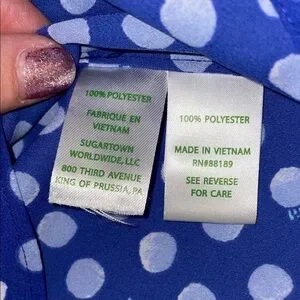 100% POLYESTER
FABRIQUE EN
VIETNAM
SUGARTOWN
WORLDWIDE, LLC
800 THIRD AVENUE
KING OF PRUSSIA, PA
100% POLYESTER
MADE IN VIETNAM
RN#88189
SEE REVERSE
FOR CARE